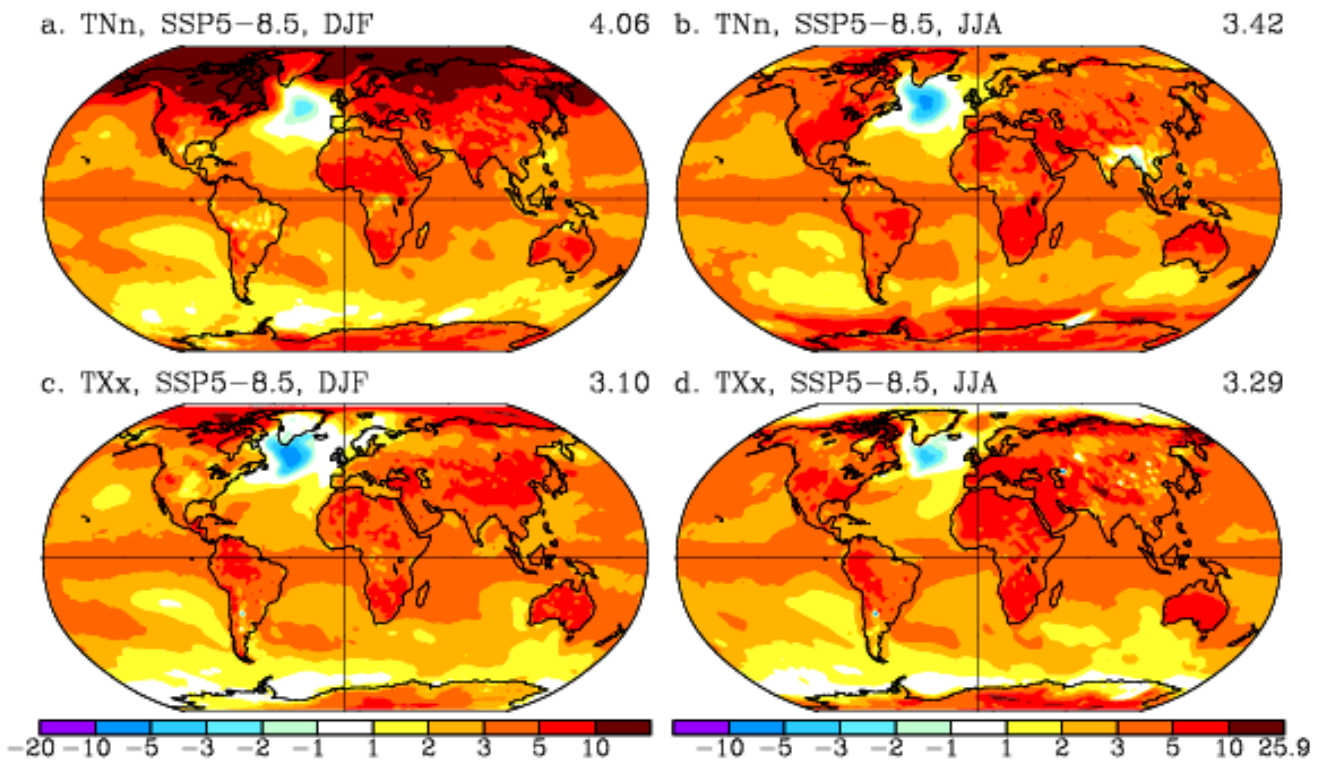 a. TNn, SSP5−8.5, DJF 4.06
b. TNn, SSP5−8.5, JJA 3.42
c. TXx, SSP5−8.5, DJF 3.10
d. TXx, SSP5−8.5, JJA 3.29
−20 −10 −5 −3 −2 −1 1 2 3 5 10
−10 −5 −3 −2 −1 1 2 3 5 10 25.9